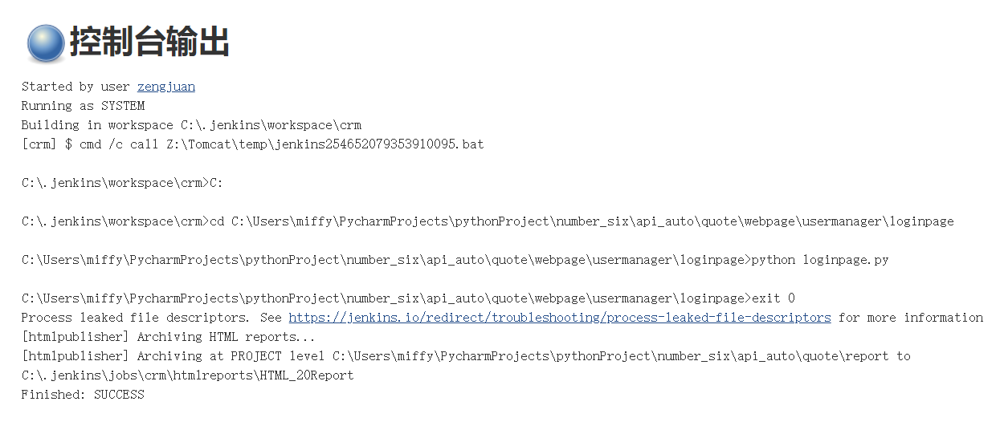 控制台输出
Started by user zengjuan
Running as SYSTEM
Building in workspace C:\.jenkins\workspace\crm
[crm] $ cmd /c call Z:\Tomcat\temp\jenkins254652079353910095.bat
C:\.jenkins\workspace\crm>C:
C:\.jenkins\workspace\crm>cd C:\Users\miffy\PycharmProjects\pythonProject\number_six\api_auto\quote\webpage\usermanager\loginpage
C:\Users\miffy\PycharmProjects\pythonProject\number_six\api_auto\quote\webpage\usermanager\loginpage>python loginpage.py
C:\Users\miffy\PycharmProjects\pythonProject\number_six\api_auto\quote\webpage\usermanager\loginpage>exit 0
Process leaked file descriptors. See https://jenkins.io/redirect/troubleshooting/process-leaked-file-descriptors for more information
[htmlpublisher] Archiving HTML reports...
[htmlpublisher] Archiving at PROJECT level C:\Users\miffy\PycharmProjects\pythonProject\number_six\api_auto\quote\report to
C:\.jenkins\jobs\crm\htmlreports\HTML_20Report
Finished: SUCCESS